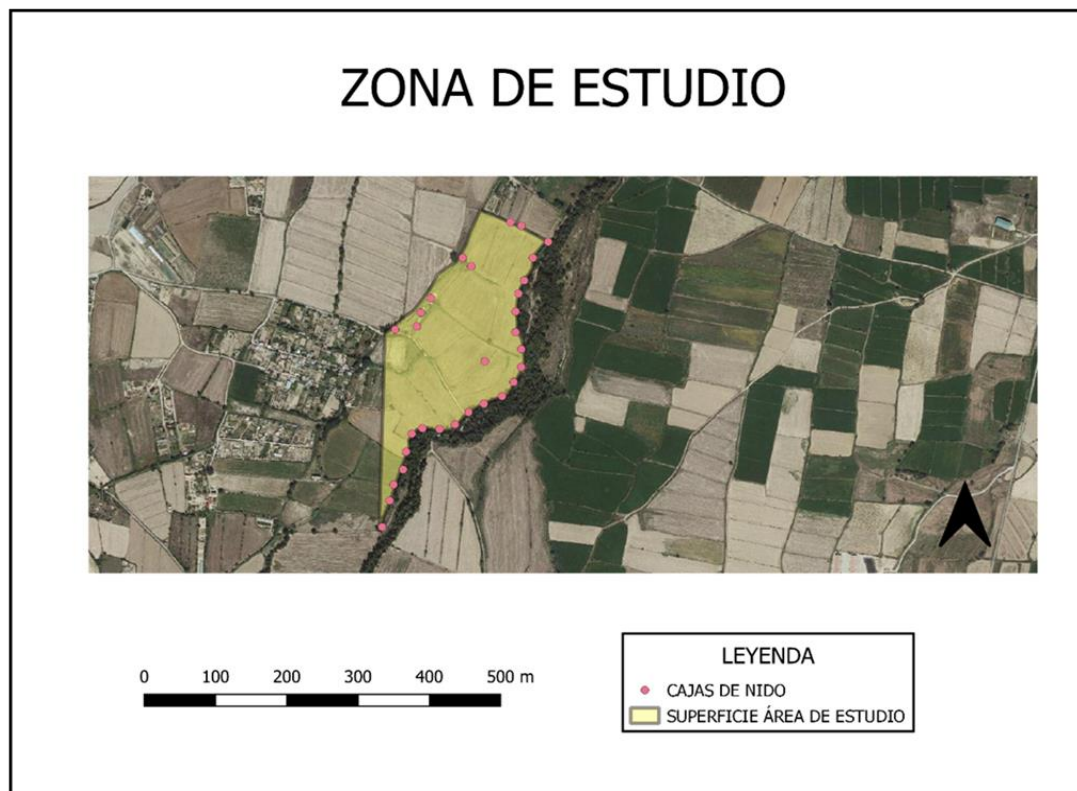 ZONA DE ESTUDIO
0 100 200 300 400 500 m
LEYENDA
CAJAS DE NIDO
SUPERFICIE ÁREA DE ESTUDIO